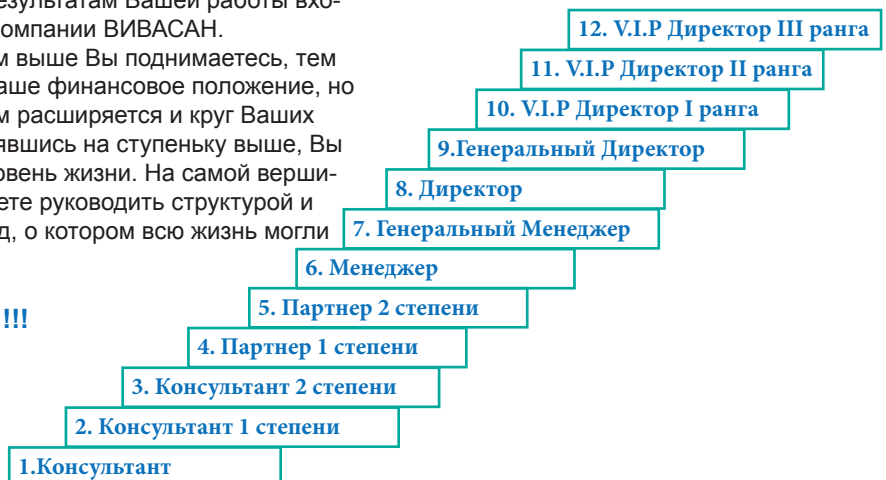 езультатам Вашей работы вхо-
омпании ВИВАСАН.
м выше Вы поднимаетесь, тем
аше финансовое положение, но
м расширяется и круг Ваших
явшись на ступеньку выше, Вы
овень жизни. На самой верши-
ете руководить структурой и
д, о котором всю жизнь могли
!!!
12. V.I.P Директор III ранга
11. V.I.P Директор II ранга
10. V.I.P Директор I ранга
9.Генеральный Директор
8. Директор
7. Генеральный Менеджер
6. Менеджер
5. Партнер 2 степени
4. Партнер 1 степени
3. Консультант 2 степени
2. Консультант 1 степени
1.Консультант